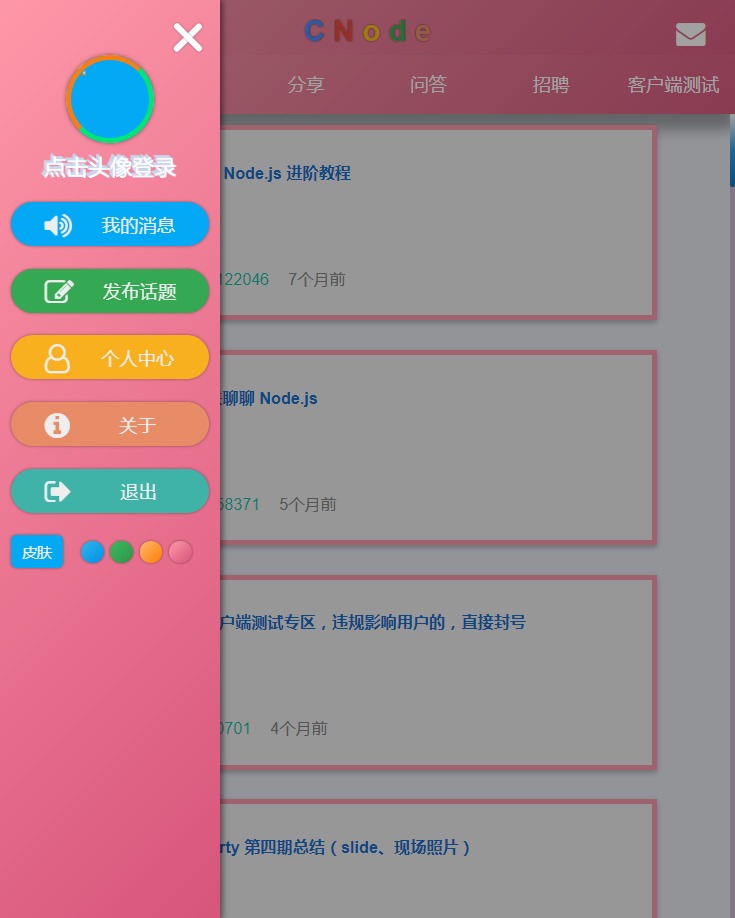 CNode
分享 问答 招聘 客户端测试
点击头像登录
我的消息
发布话题
个人中心
关于
退出
皮肤
Node.js 进阶教程
122046 7个月前
聊聊 Node.js
58371 5个月前
户端测试专区，违规影响用户的，直接封号
0701 4个月前
rty 第四期总结（slide、现场照片）